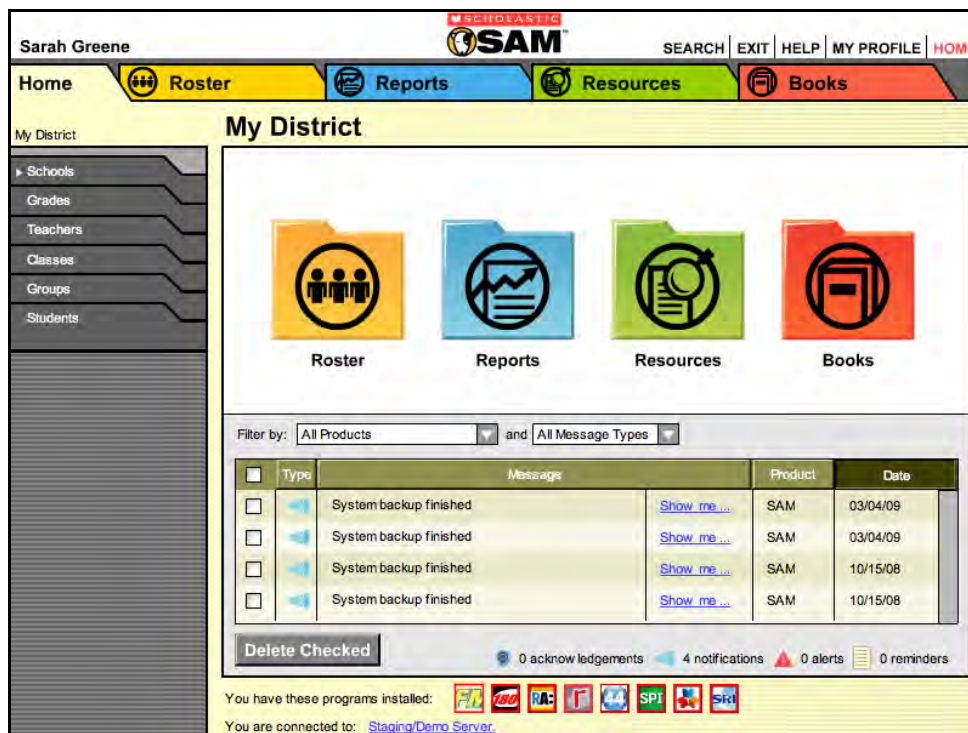 SCHOLASTIC
Sarah Greene
SAM
SEARCH EXIT HELP MY PROFILE HOM
Home Roster Reports Resources Books
My District
My District
Schools
Grades
Teachers
Classes
Groups
Students
Roster Reports Resources Books
Filter by: All Products and All Message Types
Type Message Product Date
System backup finished Show me ... SAM 03/04/09
System backup finished Show me ... SAM 03/04/09
System backup finished Show me ... SAM 10/15/08
System backup finished Show me ... SAM 10/15/08
Delete Checked 0 acknowledgements 4 notifications 0 alerts 0 reminders
You have these programs installed: FN 180 RA: r 44 SPI SRI
You are connected to: Staging/Demo Server.